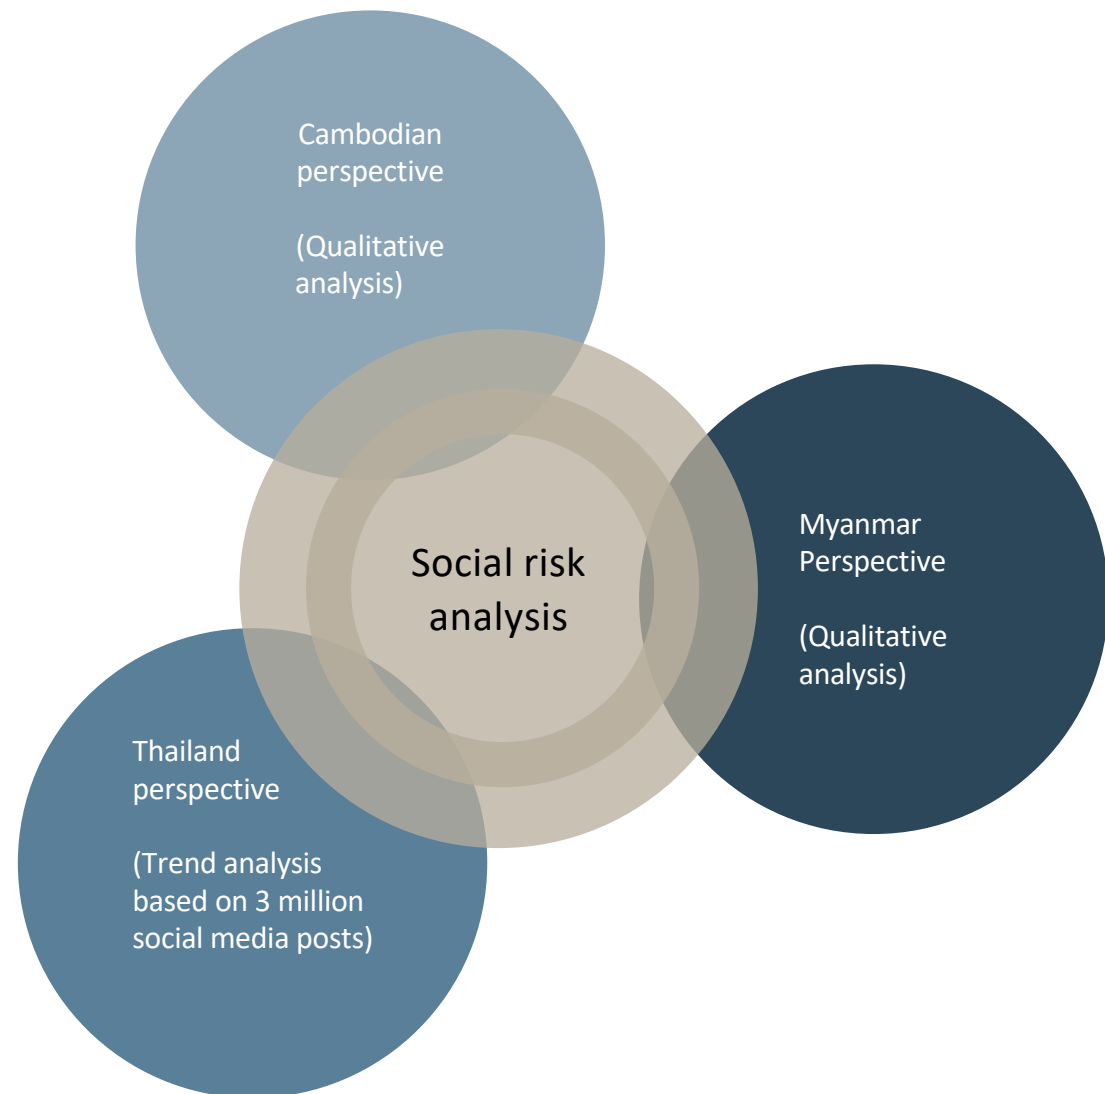 Cambodian
perspective
(Qualitative
analysis)
Social risk
analysis
Myanmar
Perspective
(Qualitative
analysis)
Thailand
perspective
(Trend analysis
based on 3 million
social media posts)